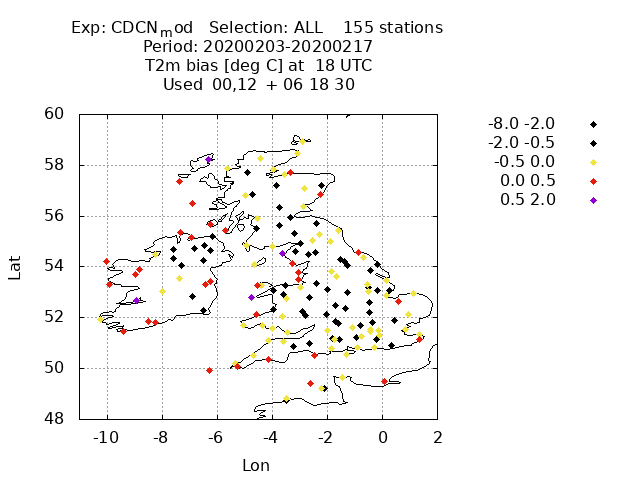 Exp: CDCNmod   Selection: ALL    155 stations
Period: 20200203-20200217
T2m bias [deg C] at  18 UTC
Used  00,12  + 06 18 30
60
58
56
54
52
50
48
Lat
-10 -8 -6 -4 -2 0 2
Lon
-8.0 -2.0
-2.0 -0.5
-0.5 0.0
0.0 0.5
0.5 2.0